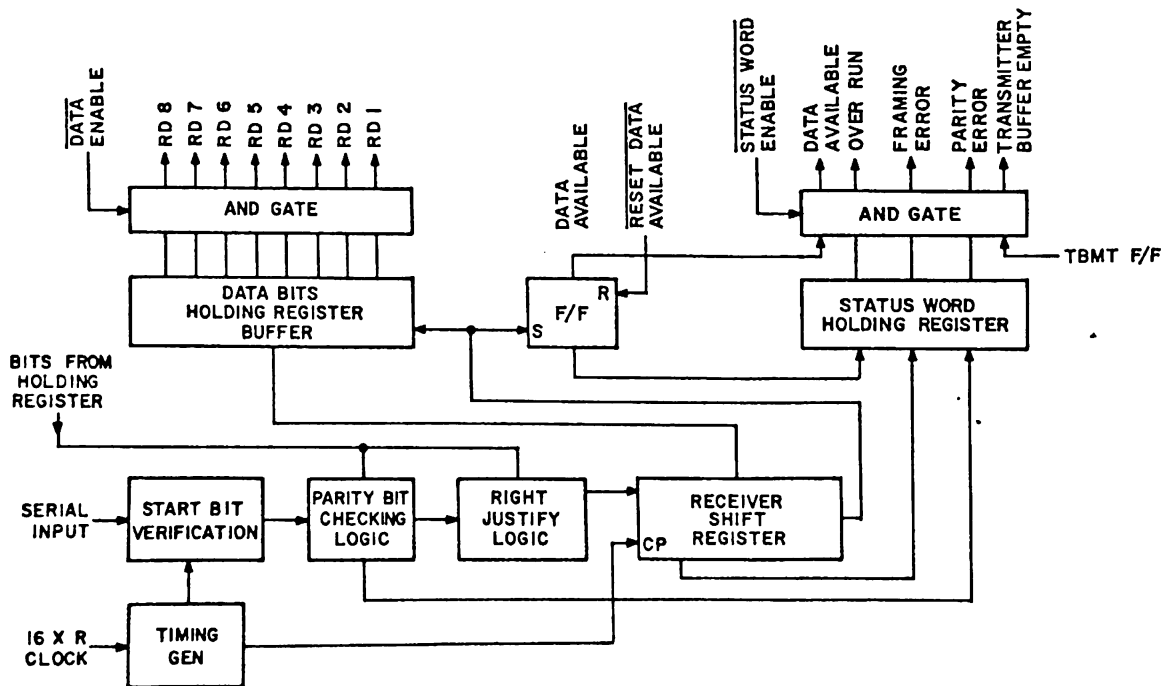 DATA
ENABLE
RD 8
RD 7
RD 6
RD 5
RD 4
RD 3
RD 2
RD 1
AND GATE
DATA BITS
HOLDING REGISTER
BUFFER
DATA
AVAILABLE
RESET DATA
AVAILABLE
R
F/F
S
STATUS WORD
ENABLE
DATA
AVAILABLE
OVER RUN
FRAMING
ERROR
PARITY
ERROR
TRANSMITTER
BUFFER EMPTY
AND GATE
TBMT F/F
STATUS WORD
HOLDING REGISTER
BITS FROM
HOLDING
REGISTER
SERIAL
INPUT
START BIT
VERIFICATION
PARITY BIT
CHECKING
LOGIC
RIGHT
JUSTIFY
LOGIC
RECEIVER
SHIFT
REGISTER
CP
16 X R
CLOCK
TIMING
GEN